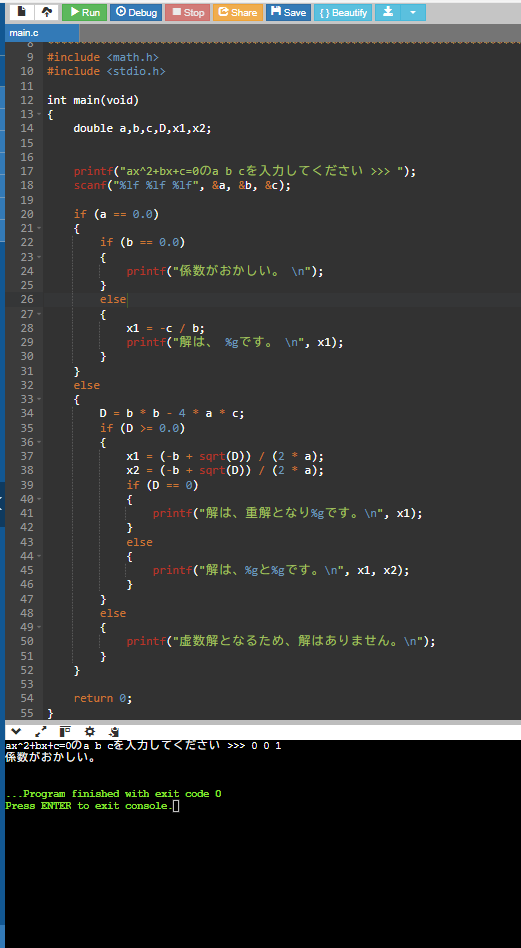 Run Debug Stop Share Save { } Beautify
main.c
8
9 #include <math.h>
10 #include <stdio.h>
11
12 int main(void)
13 {
14 double a,b,c,D,x1,x2;
15
16
17 printf("ax^2+bx+c=0のa b cを入力してください >>> ");
18 scanf("%lf %lf %lf", &a, &b, &c);
19
20 if (a == 0.0)
21 {
22 if (b == 0.0)
23 {
24 printf("係数がおかしい。 \n");
25 }
26 else
27 {
28 x1 = -c / b;
29 printf("解は、 %gです。 \n", x1);
30 }
31 }
32 else
33 {
34 D = b * b - 4 * a * c;
35 if (D >= 0.0)
36 {
37 x1 = (-b + sqrt(D)) / (2 * a);
38 x2 = (-b + sqrt(D)) / (2 * a);
39 if (D == 0)
40 {
41 printf("解は、重解となり%gです。\n", x1);
42 }
43 else
44 {
45 printf("解は、%gと%gです。\n", x1, x2);
46 }
47 }
48 else
49 {
50 printf("虚数解となるため、解はありません。\n");
51 }
52 }
53
54 return 0;
55 }
ax^2+bx+c=0のa b cを入力してください >>> 0 0 1
係数がおかしい。
...Program finished with exit code 0
Press ENTER to exit console.